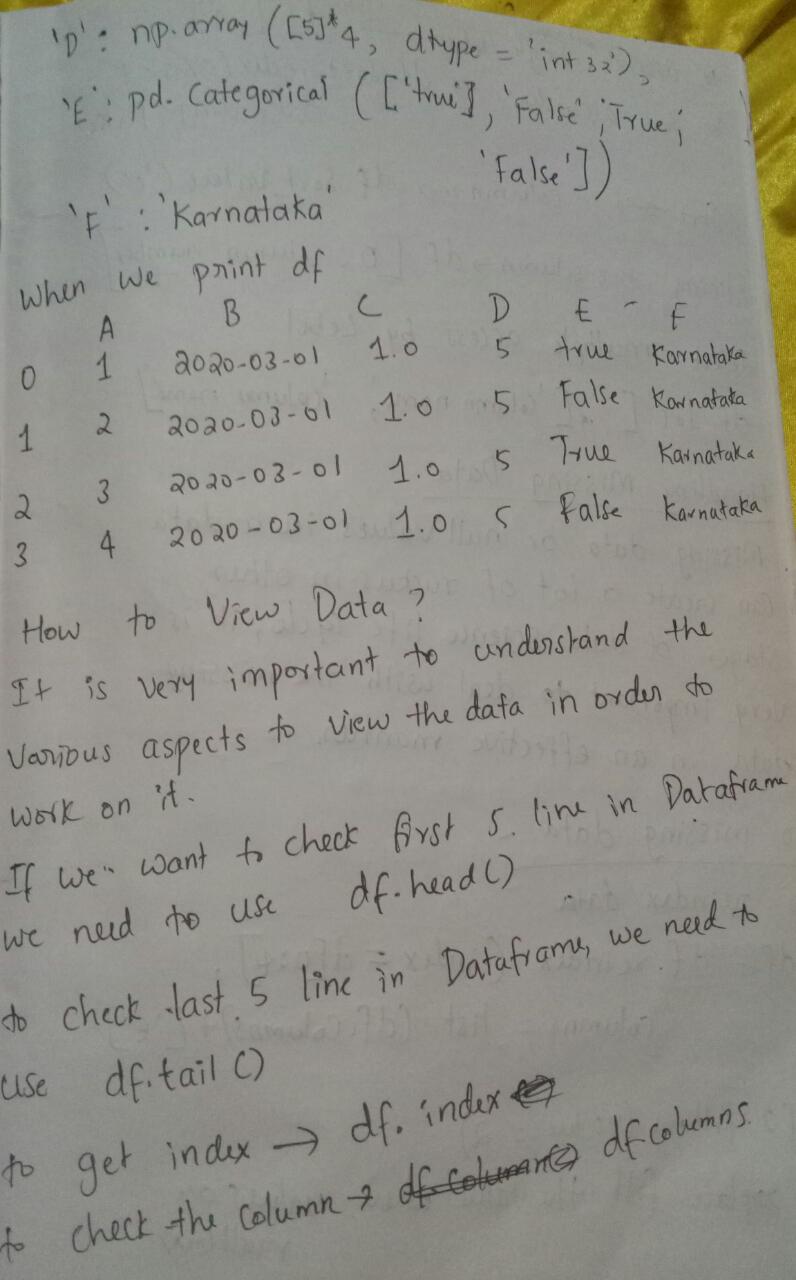 'D' : np.array ([5]*4, dtype = 'int 32'),
'E' : pd. Categorical (['true'], 'False' ; True ;
'False'])
'F' : 'Karnataka'
When we print df
A B C D E - F
0 1 2020-03-01 1.0 5 true Karnataka
1 2 2020-03-01 1.0 5 False Karnataka
2 3 2020-03-01 1.0 5 True Karnataka
3 4 2020-03-01 1.0 5 False Karnataka
How to View Data ?
It is very important to understand the
various aspects to view the data in order to
work on it.
If we want to check first 5. line in Dataframe
we need to use df.head()
to check last 5 line in Dataframe, we need to
use df.tail()
to get index → df. index
to check the column → df column() df columns.